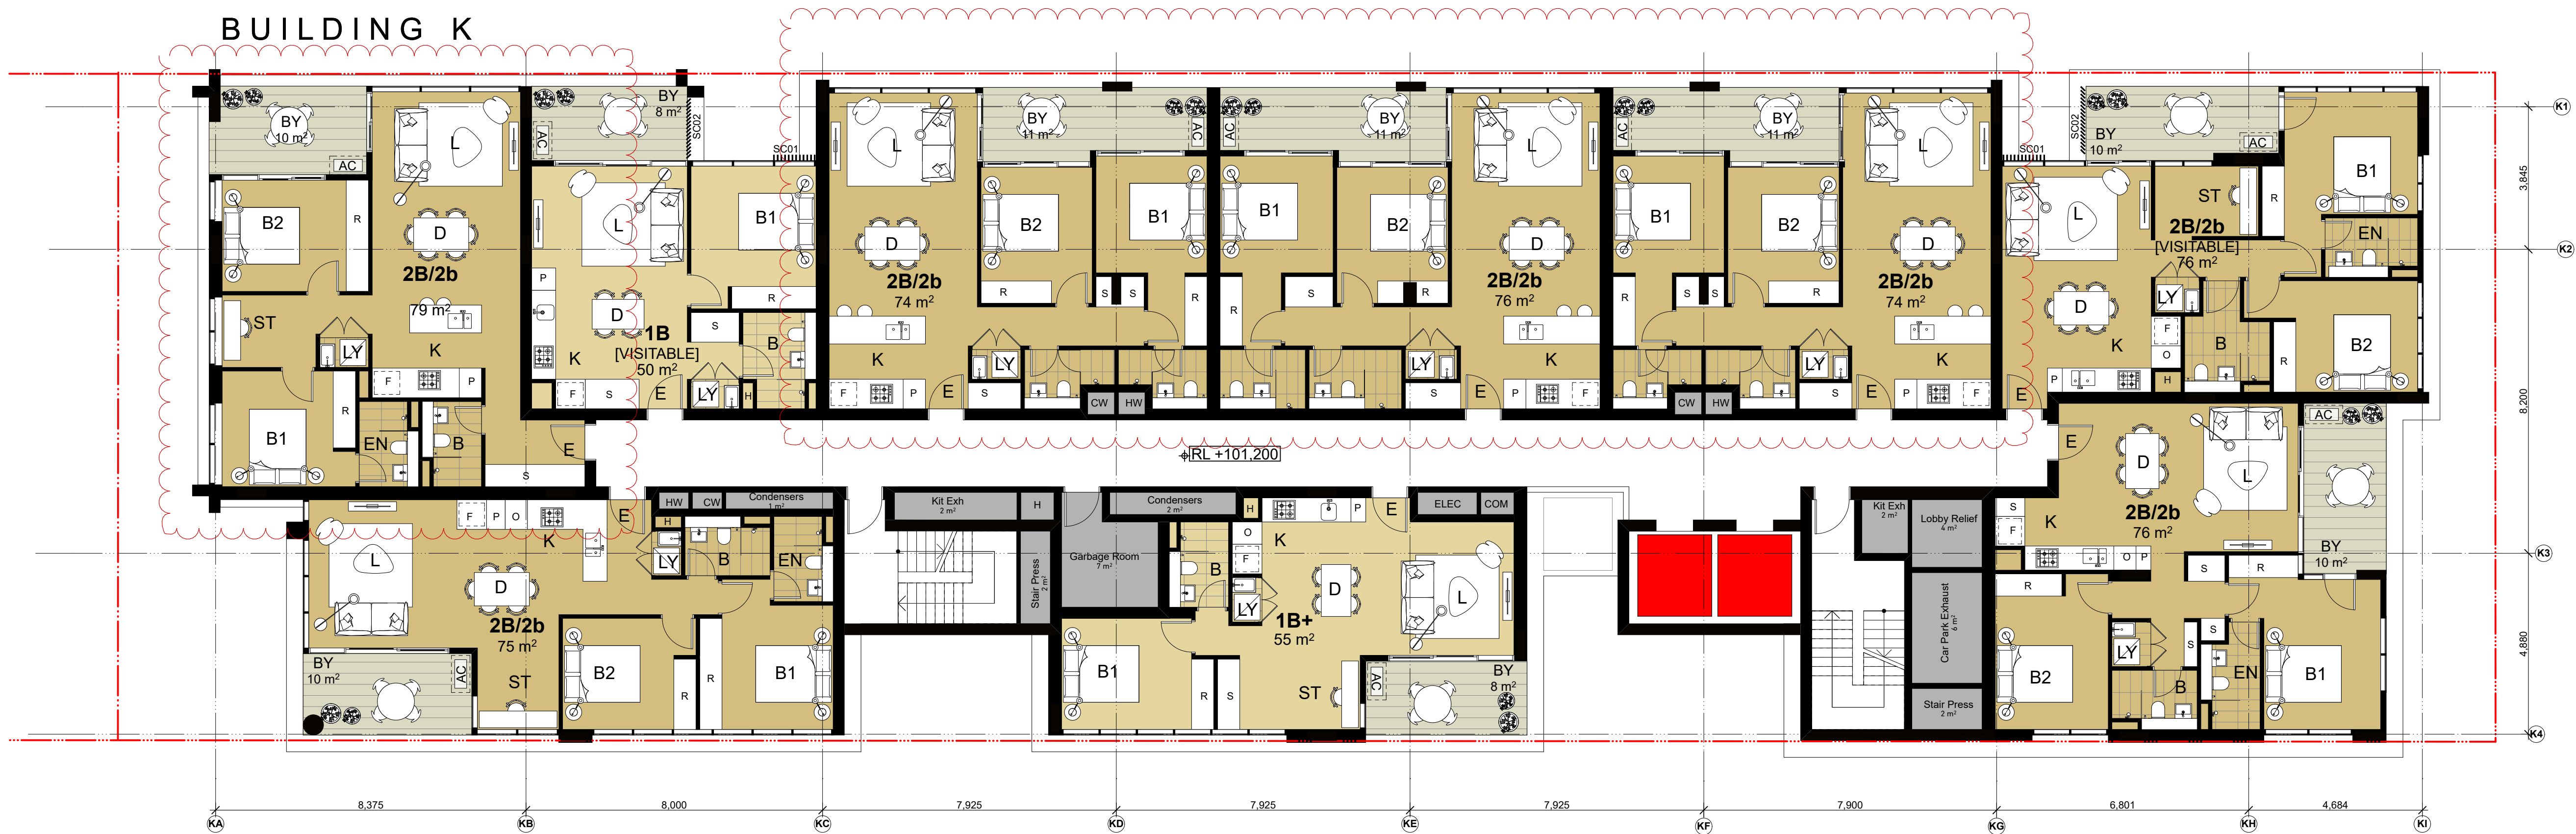 BUILDING K
BY
10 m²
AC
L
B2
R
D
2B/2b
79 m²
ST
LY
K
F
P
B1
R
EN
B
E
S
BY
8 m²
AC
SC02
SC01
L
B1
P
D
R
S
1B
[VISITABLE]
50 m²
K
B
F
S
E
LY
H
L
BY
11 m²
AC
D
B2
B1
2B/2b
74 m²
R
S
S
R
K
LY
F
P
E
S
CW
HW
AC
BY
11 m²
L
B1
B2
D
2B/2b
76 m²
R
S
R
LY
K
S
E
P
F
AC
BY
11 m²
L
B1
B2
D
2B/2b
74 m²
R
S
S
R
LY
K
CW
HW
S
E
P
F
SC02
BY
10 m²
AC
SC01
L
ST
R
B1
2B/2b
[VISITABLE]
76 m²
EN
D
LY
F
O
K
B
R
B2
P
H
E
RL +101,200
HW
CW
Condensers
1 m²
Kit Exh
2 m²
H
Condensers
2 m²
H
P
E
ELEC
COM
F
P
O
K
E
H
L
LY
B
EN
D
2B/2b
75 m²
BY
10 m²
AC
ST
B2
R
R
B1
Stair Press
2 m²
Garbage Room
7 m²
B
O
F
K
LY
D
L
1B+
55 m²
B1
R
S
ST
AC
BY
8 m²
Kit Exh
2 m²
Lobby Relief
4 m²
Car Park Exhaust
6 m²
Stair Press
2 m²
E
D
L
AC
S
F
K
2B/2b
76 m²
O
P
BY
10 m²
R
S
R
B2
LY
S
S
B
EN
B1
K1
3,845
K2
8,200
K3
4,880
K4
8,375
8,000
7,925
7,925
7,925
7,900
6,801
4,684
KA
KB
KC
KD
KE
KF
KG
KH
KI